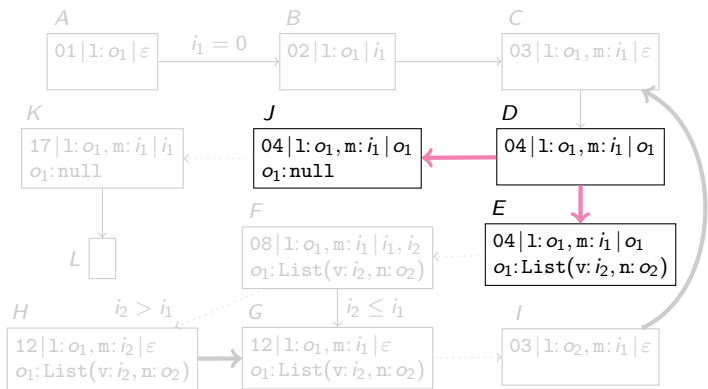 A
B
C
01 | l: o₁ | ε
i₁ = 0
02 | l: o₁ | i₁
03 | l: o₁, m: i₁ | ε
K
J
D
17 | l: o₁, m: i₁ | i₁
o₁: null
04 | l: o₁, m: i₁ | o₁
o₁: null
04 | l: o₁, m: i₁ | o₁
F
E
L
08 | l: o₁, m: i₁ | i₁, i₂
o₁: List(v: i₂, n: o₂)
04 | l: o₁, m: i₁ | o₁
o₁: List(v: i₂, n: o₂)
H
i₂ > i₁
G
i₂ ≤ i₁
I
12 | l: o₁, m: i₂ | ε
o₁: List(v: i₂, n: o₂)
12 | l: o₁, m: i₁ | ε
o₁: List(v: i₂, n: o₂)
03 | l: o₂, m: i₁ | ε